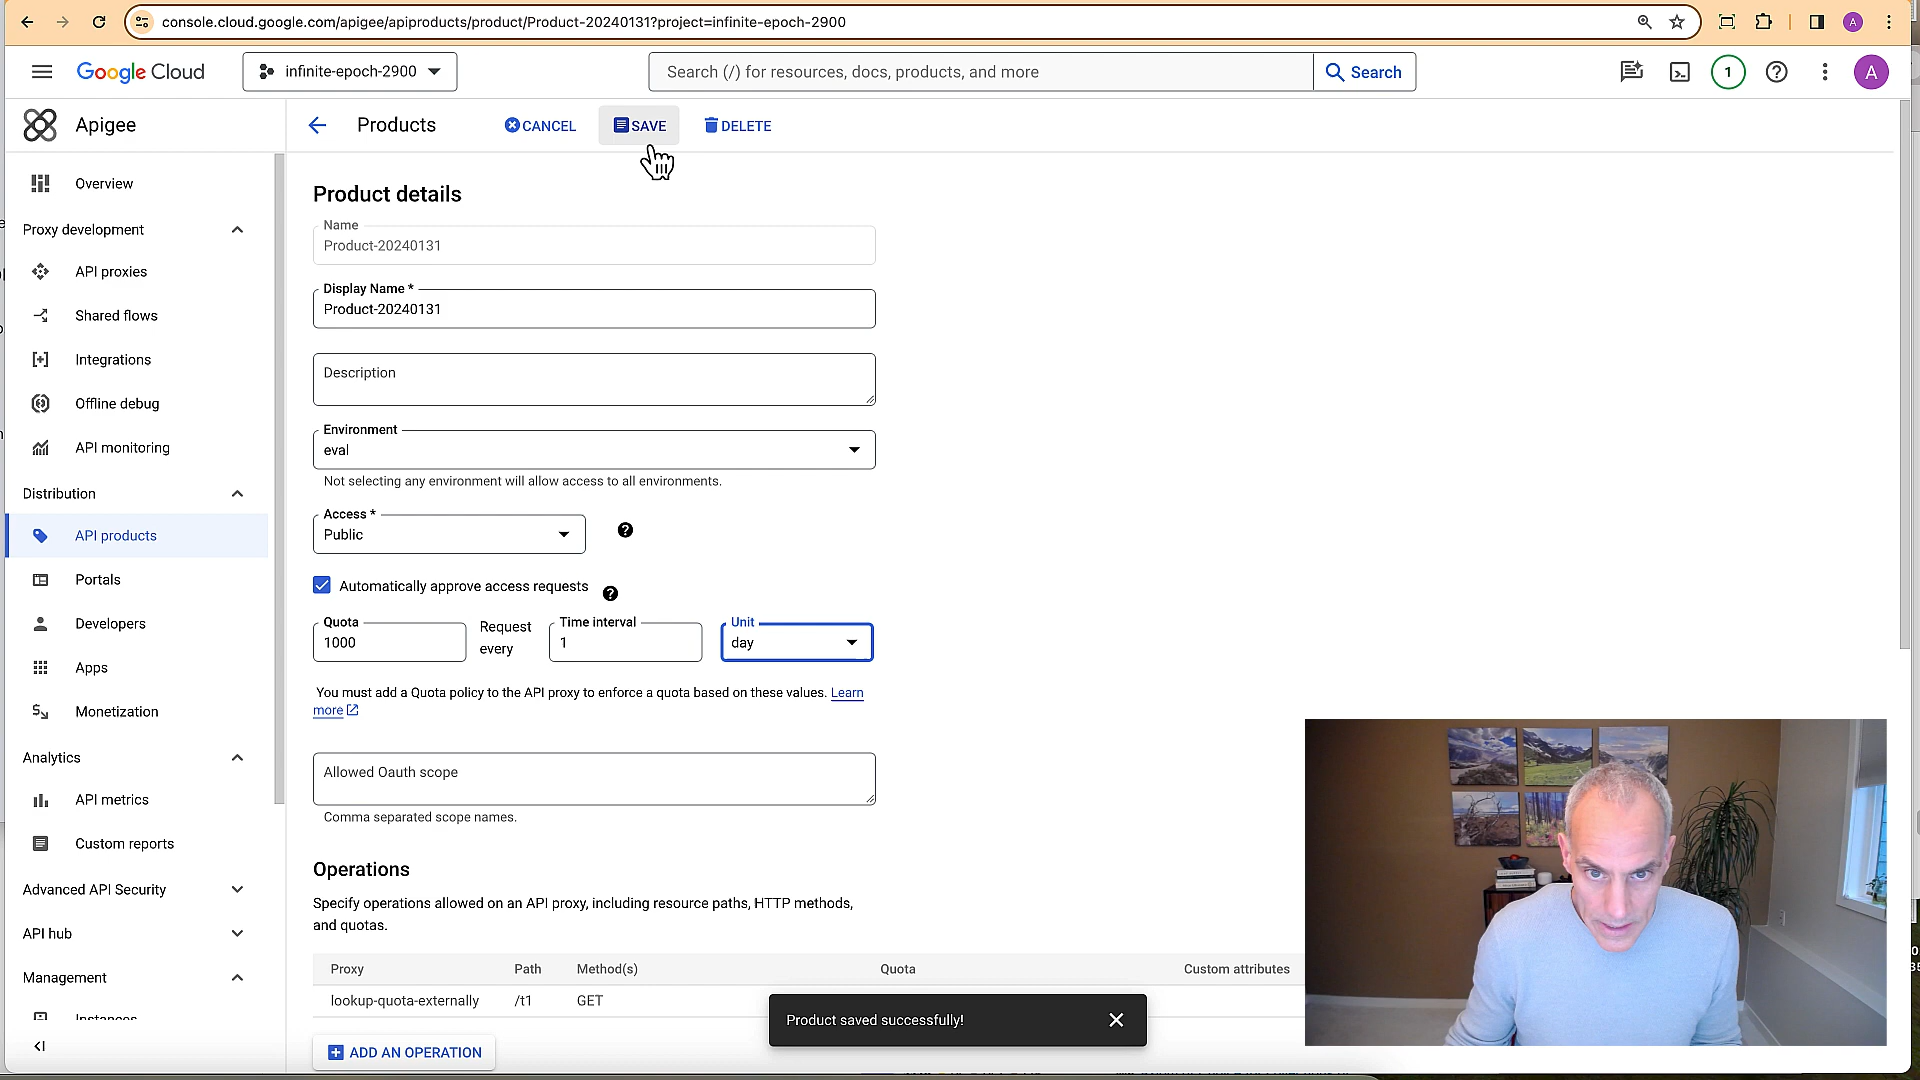 console.cloud.google.com/apigee/apiproducts/product/Product-20240131?project=infinite-epoch-2900
A
Google Cloud
infinite-epoch-2900
Search (/) for resources, docs, products, and more
Search
1
A
Apigee
Products
CANCEL
SAVE
DELETE
Overview
Proxy development
API proxies
Shared flows
Integrations
Offline debug
API monitoring
Distribution
API products
Portals
Developers
Apps
Monetization
Analytics
API metrics
Custom reports
Advanced API Security
API hub
Management
Instances
Product details
Name
Product-20240131
Display Name *
Product-20240131
Description
Environment
eval
Not selecting any environment will allow access to all environments.
Access *
Public
Automatically approve access requests
Quota
1000
Request every
Time interval
1
Unit
day
You must add a Quota policy to the API proxy to enforce a quota based on these values. Learn
more
Allowed Oauth scope
Comma separated scope names.
Operations
Specify operations allowed on an API proxy, including resource paths, HTTP methods,
and quotas.
Proxy Path Method(s) Quota Custom attributes
lookup-quota-externally /t1 GET
Product saved successfully!
ADD AN OPERATION